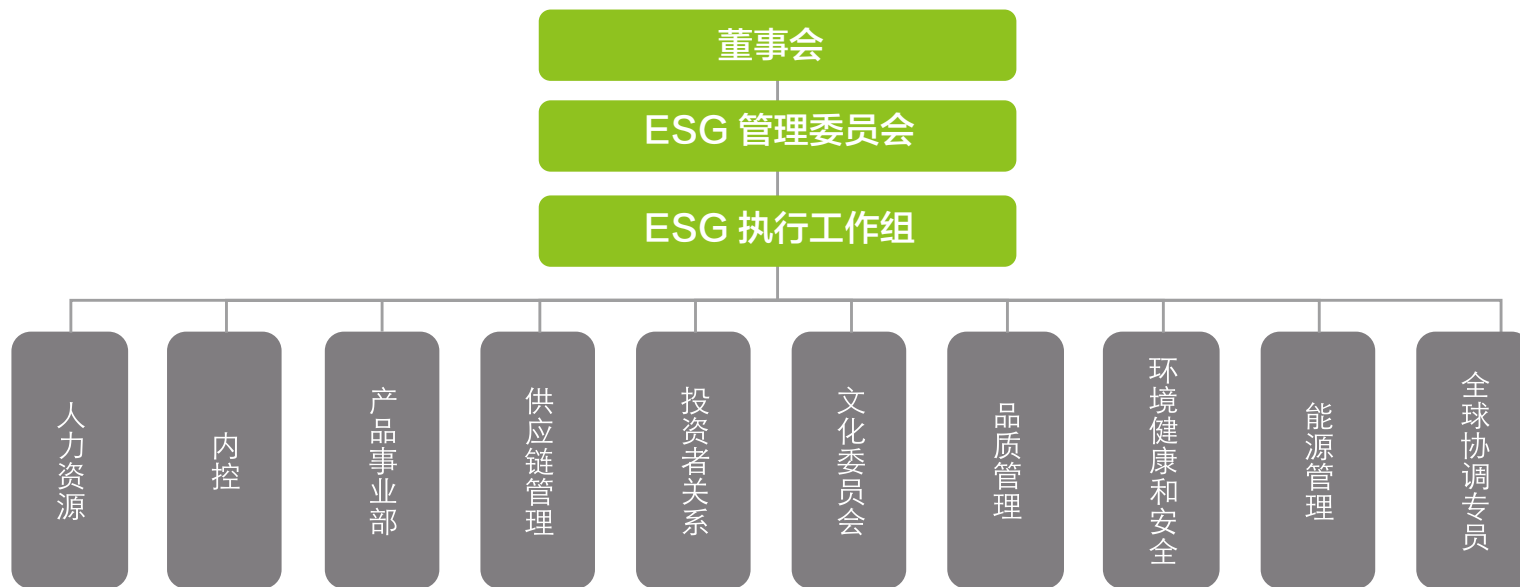 董事会
ESG 管理委员会
ESG 执行工作组
人力资源
内控
产品事业部
供应链管理
投资者关系
文化委员会
品质管理
环境健康和安全
能源管理
全球协调专员